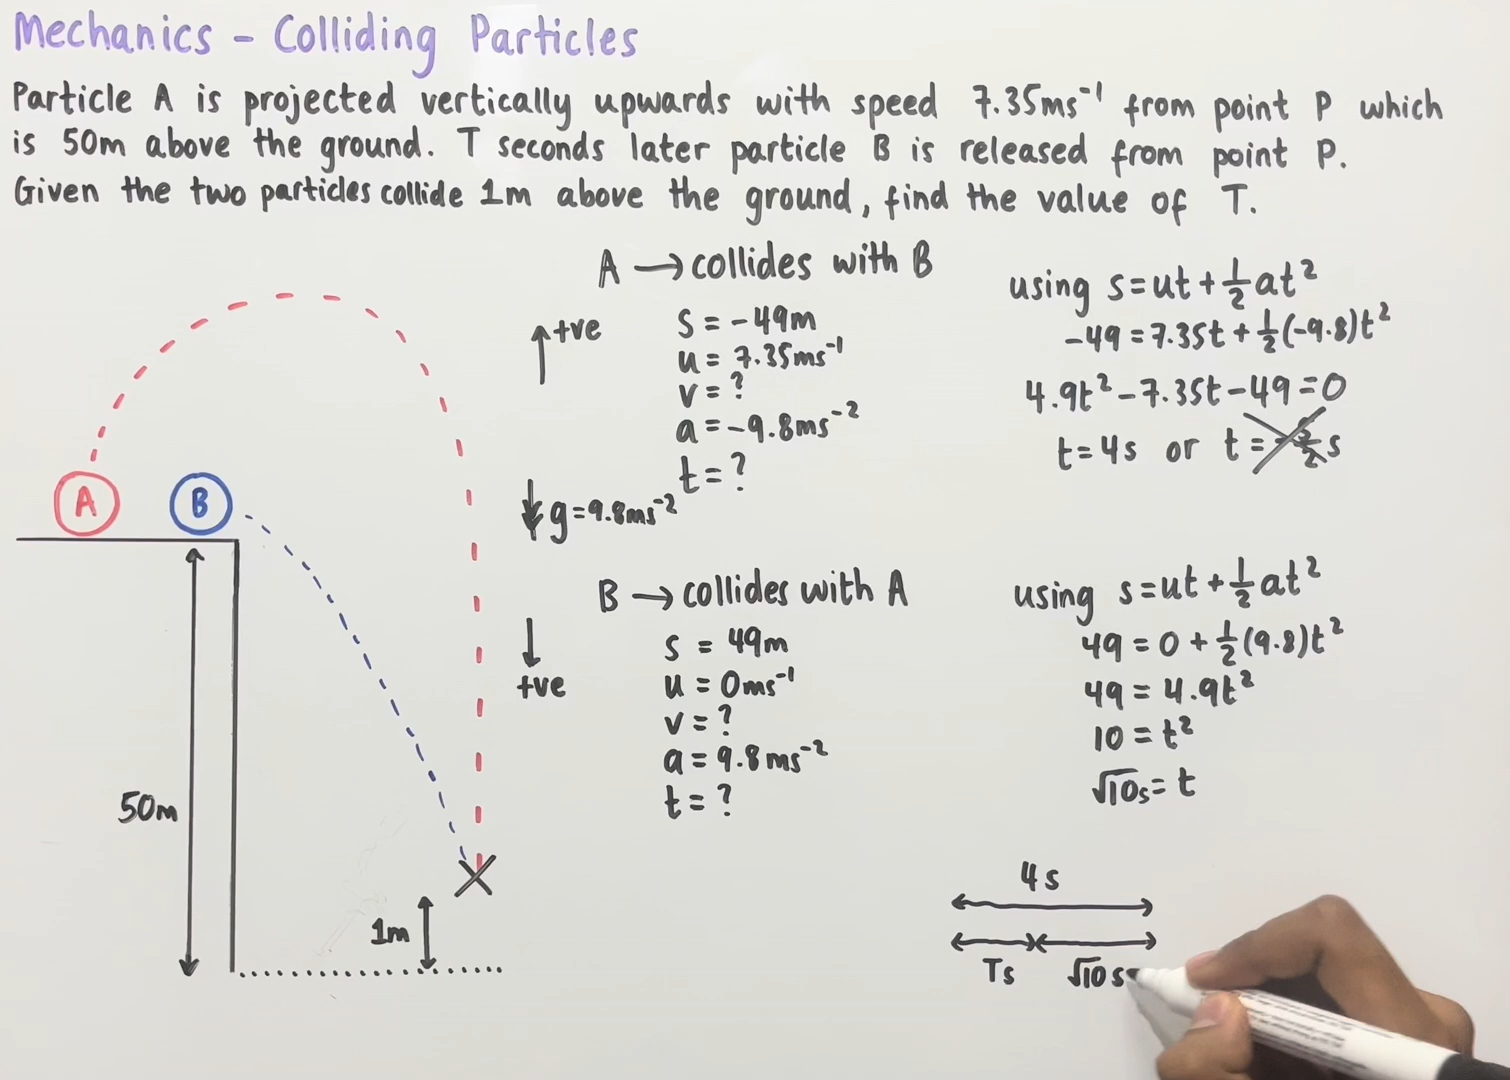 Mechanics - Colliding Particles
Particle A is projected vertically upwards with speed 7.35ms⁻¹ from point P which
is 50m above the ground. T seconds later particle B is released from point P.
Given the two particles collide 1m above the ground, find the value of T.
A → collides with B
↑ +ve
S = -49m
u = 7.35ms⁻¹
v = ?
a = -9.8ms⁻²
t = ?
↓ g = 9.8ms⁻²
using s = ut + ½at²
-49 = 7.35t + ½(-9.8)t²
4.9t² - 7.35t - 49 = 0
t = 4s or t = -5/2 s
A
B
50m
1m
B → collides with A
↓
+ve
s = 49m
u = 0ms⁻¹
v = ?
a = 9.8ms⁻²
t = ?
using s = ut + ½at²
49 = 0 + ½(9.8)t²
49 = 4.9t²
10 = t²
√10s = t
4s
Ts √10s